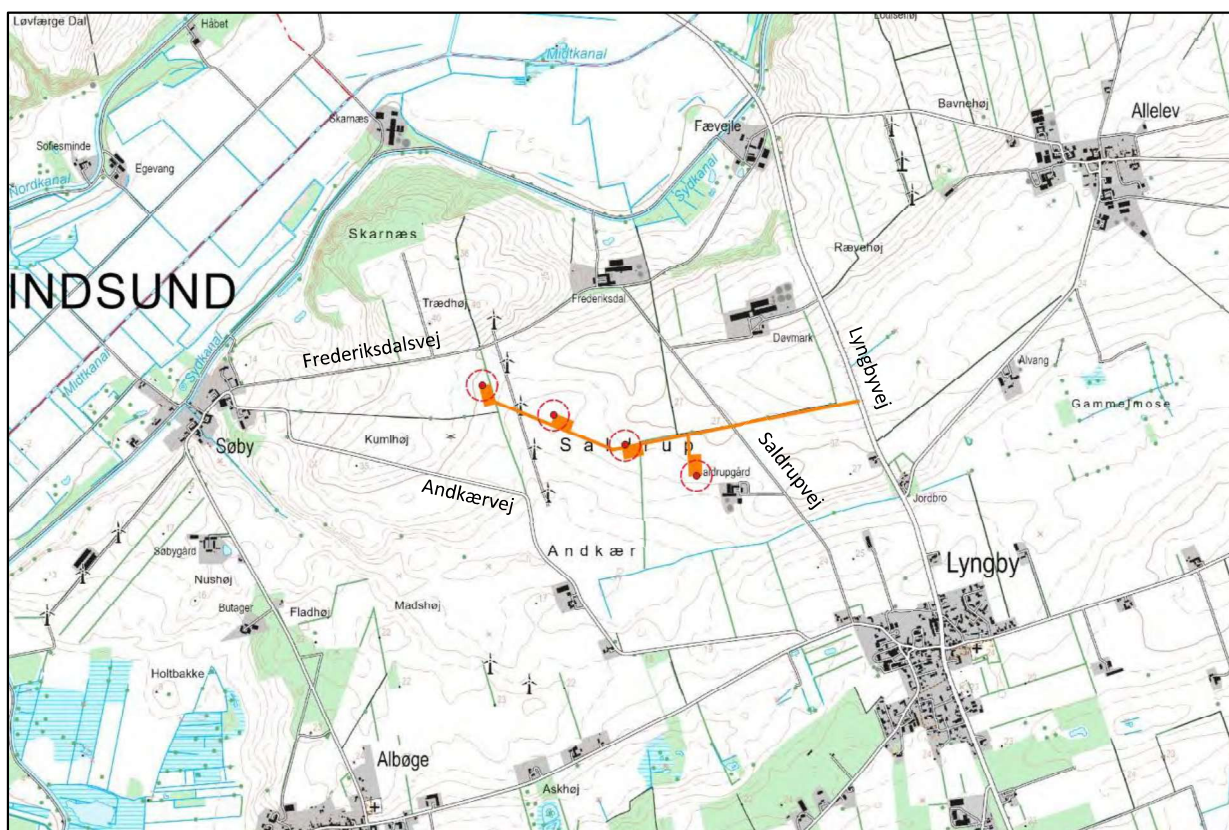 Løvfærge Dal
Håbet
Midtkanal
Louisehøj
Skarnæs
Fævejle
Bavnehøj
Allelev
Sofiesminde
Egevang
Nordkanal
Sydkanal
Skarnæs
Rævehøj
INDSUND
Trædhøj
Frederiksdal
Døvmark
Lyngbyvej
Frederiksdalsvej
Sydkanal
Midtkanal
Alvang
Gammelmose
Kumlhøj
Søby
Saldrup
Saldrupvej
Andkærvej
aldrupgård
Jordbro
Andkær
Søbygård
Lyngby
Nushøj
Butager
Fladhøj
Madshøj
Holtbakke
Albøge
Askhøj